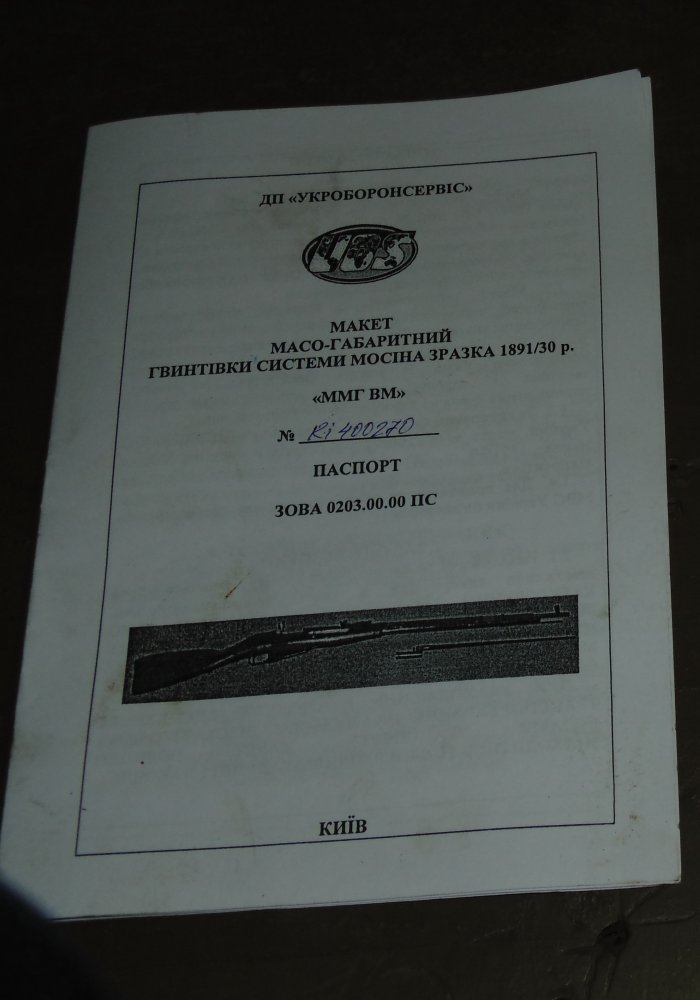 ДП «УКРОБОРОНСЕРВІС»
UOS
МАКЕТ
МАСО-ГАБАРИТНИЙ
ГВИНТІВКИ СИСТЕМИ МОСІНА ЗРАЗКА 1891/30 р.
«ММГ ВМ»
№ Ri 400270
ПАСПОРТ
ЗОВА 0203.00.00 ПС
КИЇВ